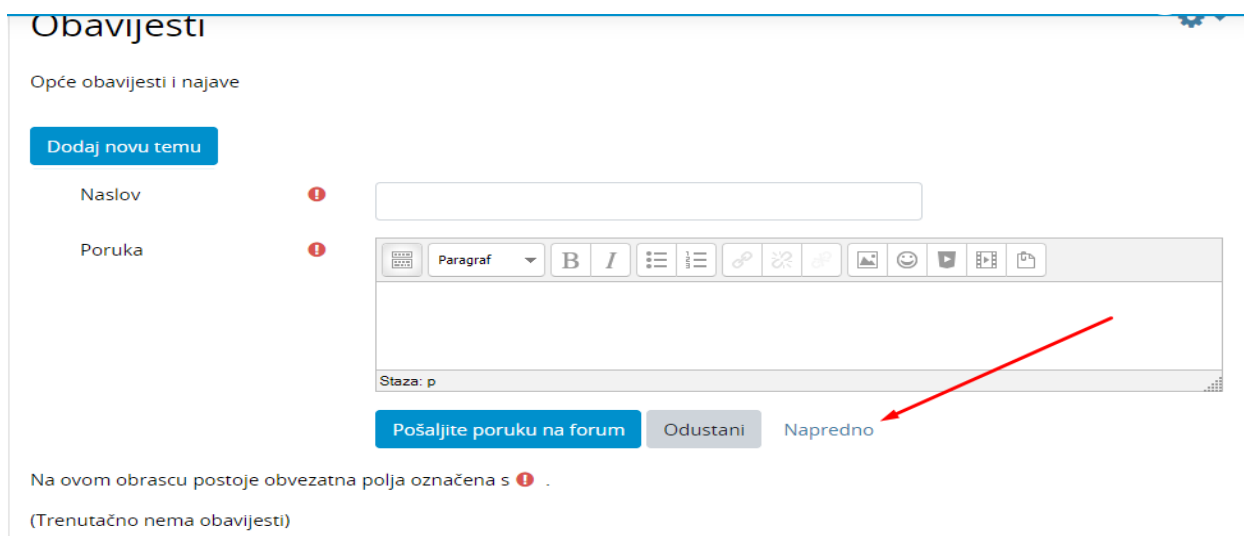 Obavijesti
Opće obavijesti i najave
Dodaj novu temu
Naslov
Poruka
Paragraf B I
Staza: p
Pošaljite poruku na forum Odustani Napredno
Na ovom obrascu postoje obvezatna polja označena s .
(Trenutačno nema obavijesti)